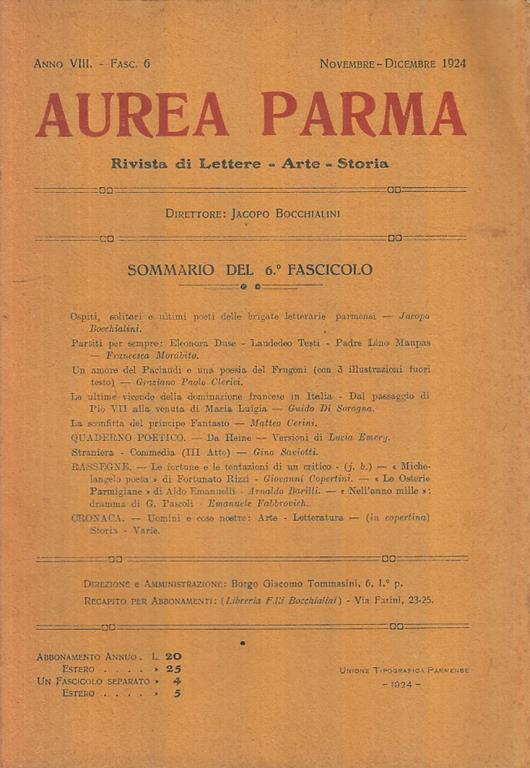 ANNO VIII. - FASC. 6
NOVEMBRE - DICEMBRE 1924
AUREA PARMA
Rivista di Lettere - Arte - Storia
DIRETTORE: JACOPO BOCCHIALINI
SOMMARIO DEL 6.° FASCICOLO
Ospiti, solitari e ultimi poeti delle brigate letterarie parmensi — Jacopo
Bocchialini.
Partiti per sempre: Eleonora Duse - Laudedeo Testi - Padre Lino Maupas
— Francesca Morábito.
Un amore del Paciaudi e una poesia del Frugoni (con 3 illustrazioni fuori
testo) — Graziano Paolo Clerici.
Le ultime vicende della dominazione francese in Italia - Dal passaggio di
Pio VII alla venuta di Maria Luigia — Guido Di Soragna.
La sconfitta del principe Fantasio — Matteo Cerini.
QUADERNO POETICO. — Da Heine — Versioni di Lucia Emery.
Straniera - Commedia (III Atto) — Gino Saviotti.
RASSEGNE. — Le fortune e le tentazioni di un critico - (j. b.) — « Miche-
langelo poeta » di Fortunato Rizzi - Giovanni Copertini. — « Le Osterie
Parmigiane » di Aldo Emanuelli - Arnaldo Barilli. — « Nell'anno mille »:
dramma di G. Pascoli - Emanuele Fabbrovich.
CRONACA. — Uomini e cose nostre: Arte - Letteratura — (in copertina)
Storia - Varie.
DIREZIONE E AMMINISTRAZIONE: Borgo Giacomo Tommasini, 6, 1.° p.
RECAPITO PER ABBONAMENTI: (Libreria F.lli Bocchialini) - Via Farini, 23-25.
ABBONAMENTO ANNUO. L. 20
ESTERO . . . . » 25
UN FASCICOLO SEPARATO » 4
ESTERO . . . . » 5
UNIONE TIPOGRAFICA PARMENSE
- 1924 -